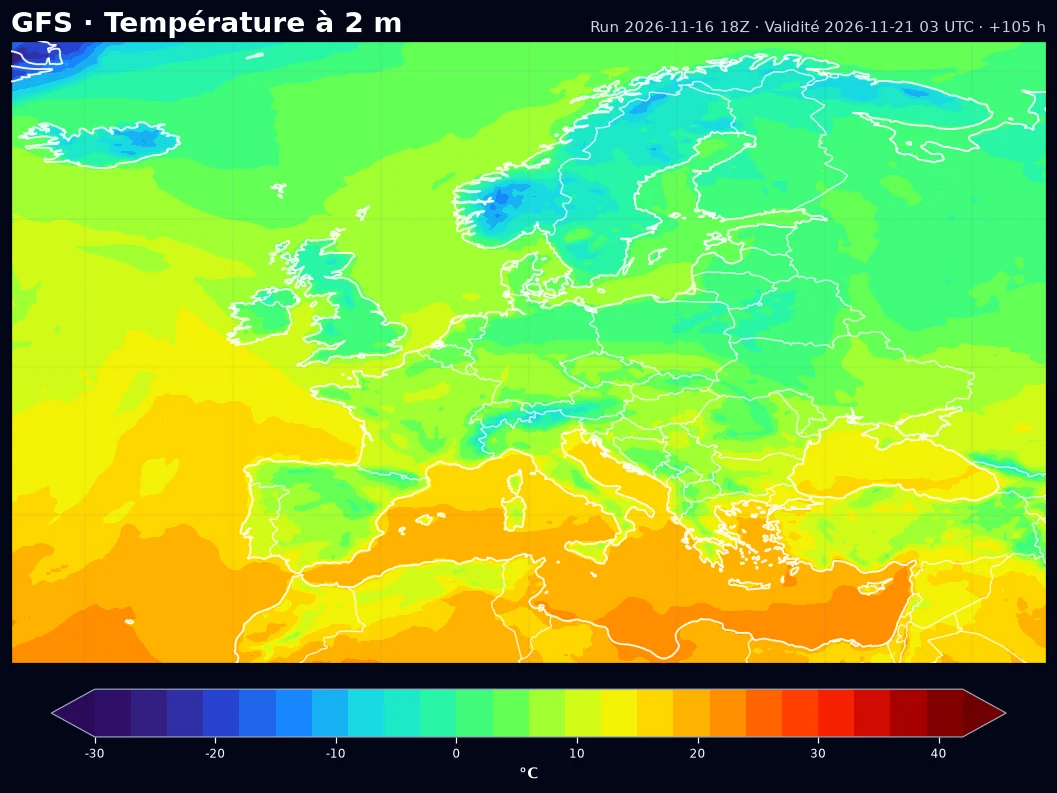 GFS · Température à 2 m
Run 2026-11-16 18Z · Validité 2026-11-21 03 UTC · +105 h
-30 -20 -10 0 10 20 30 40
°C